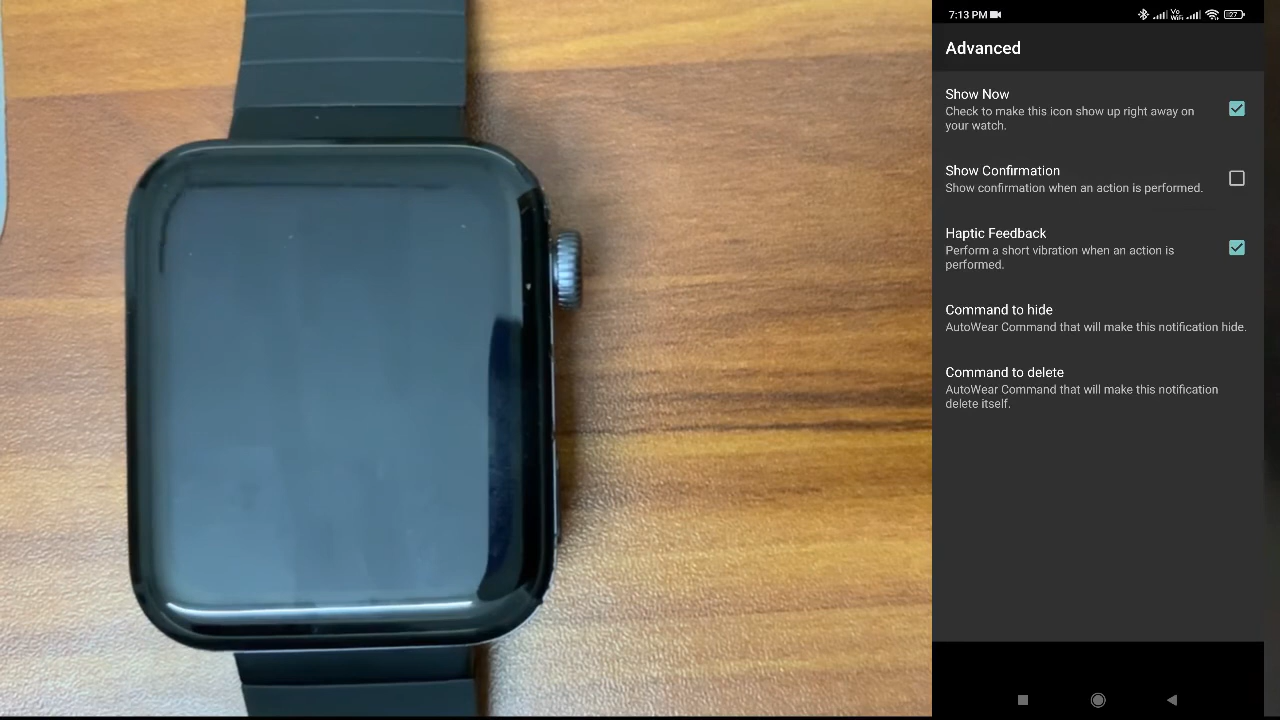 7:13 PM
Vo
WiFi
27
Advanced
Show Now
Check to make this icon show up right away on
your watch.
Show Confirmation
Show confirmation when an action is performed.
Haptic Feedback
Perform a short vibration when an action is
performed.
Command to hide
AutoWear Command that will make this notification hide.
Command to delete
AutoWear Command that will make this notification
delete itself.